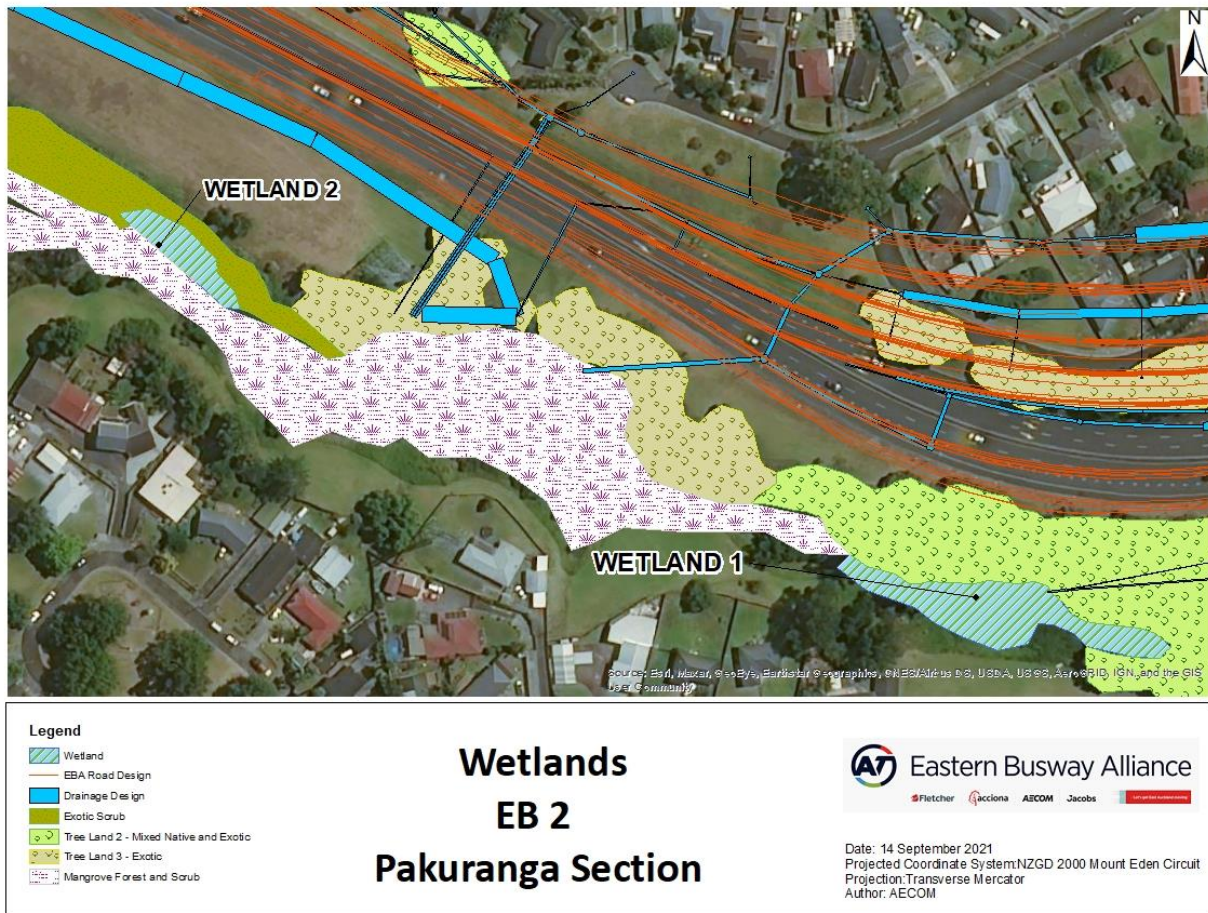 N
WETLAND 2
WETLAND 1
Source: Esri, Maxar, GeoEye, Earthstar Geographics, CNES/Airbus DS, USDA, USGS, AeroGRID, IGN, and the GIS
User Community
Legend
Wetland
EBA Road Design
Drainage Design
Exotic Scrub
Tree Land 2 - Mixed Native and Exotic
Tree Land 3 - Exotic
Mangrove Forest and Scrub
Wetlands
EB 2
Pakuranga Section
AT Eastern Busway Alliance
Fletcher acciona AECOM Jacobs
Date: 14 September 2021
Projected Coordinate System:NZGD 2000 Mount Eden Circuit
Projection:Transverse Mercator
Author: AECOM